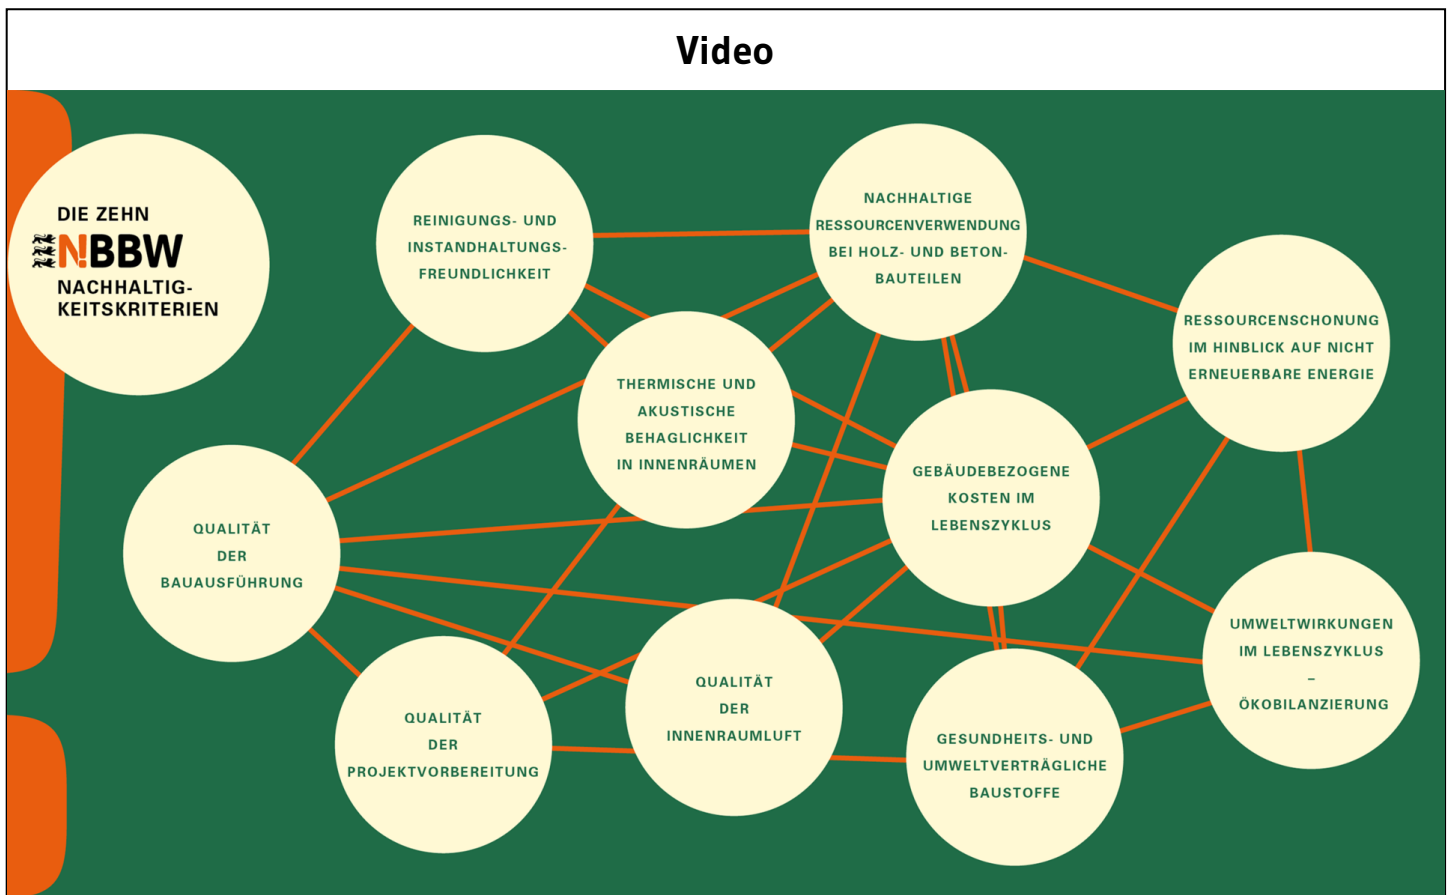 Video
DIE ZEHN
N!BBW
NACHHALTIG-
KEITSKRITERIEN
REINIGUNGS- UND
INSTANDHALTUNGS-
FREUNDLICHKEIT
NACHHALTIGE
RESSOURCENVERWENDUNG
BEI HOLZ- UND BETON-
BAUTEILEN
RESSOURCENSCHONUNG
IM HINBLICK AUF NICHT
ERNEUERBARE ENERGIE
THERMISCHE UND
AKUSTISCHE
BEHAGLICHKEIT
IN INNENRÄUMEN
GEBÄUDEBEZOGENE
KOSTEN IM
LEBENSZYKLUS
QUALITÄT
DER
BAUAUSFÜHRUNG
UMWELTWIRKUNGEN
IM LEBENSZYKLUS
–
ÖKOBILANZIERUNG
QUALITÄT
DER
PROJEKTVORBEREITUNG
QUALITÄT
DER
INNENRAUMLUFT
GESUNDHEITS- UND
UMWELTVERTRÄGLICHE
BAUSTOFFE